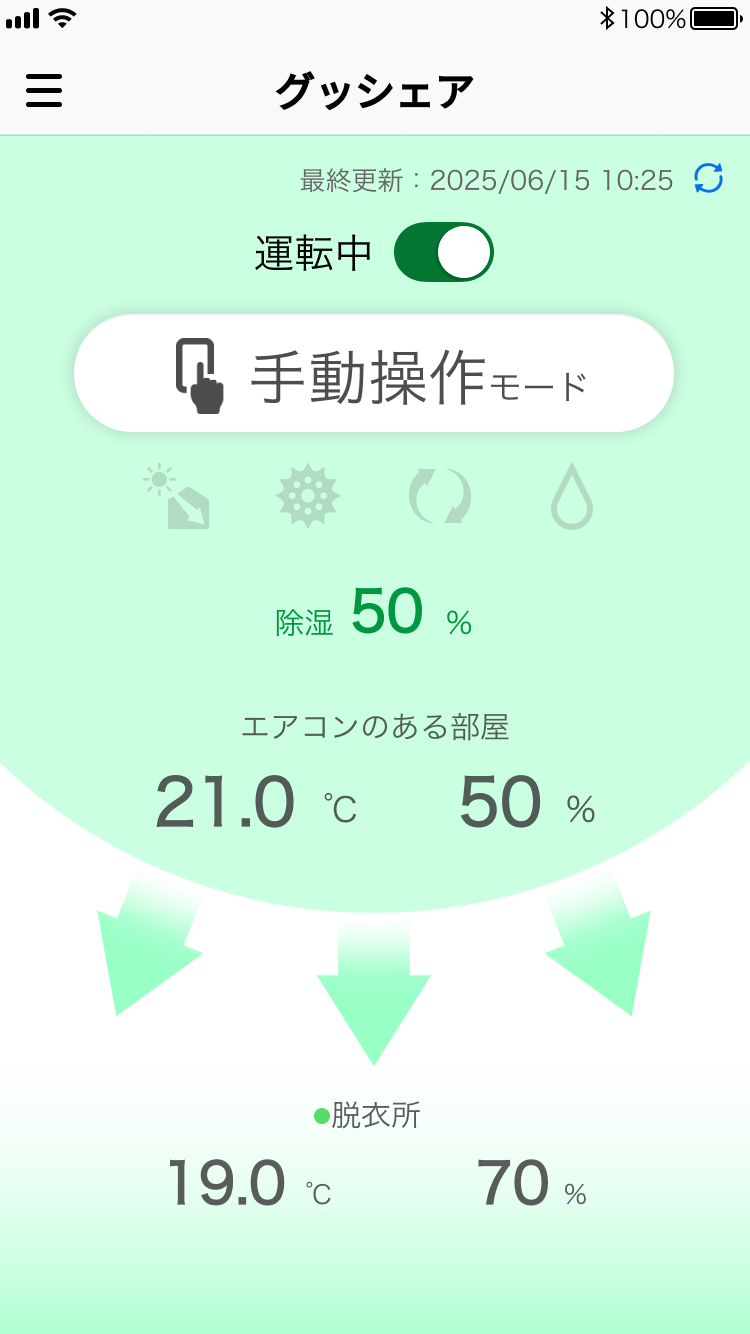 100%
グッシェア
最終更新：2025/06/15 10:25
運転中
手動操作モード
除湿 50 %
エアコンのある部屋
21.0 ℃ 50 %
脱衣所
19.0 ℃ 70 %